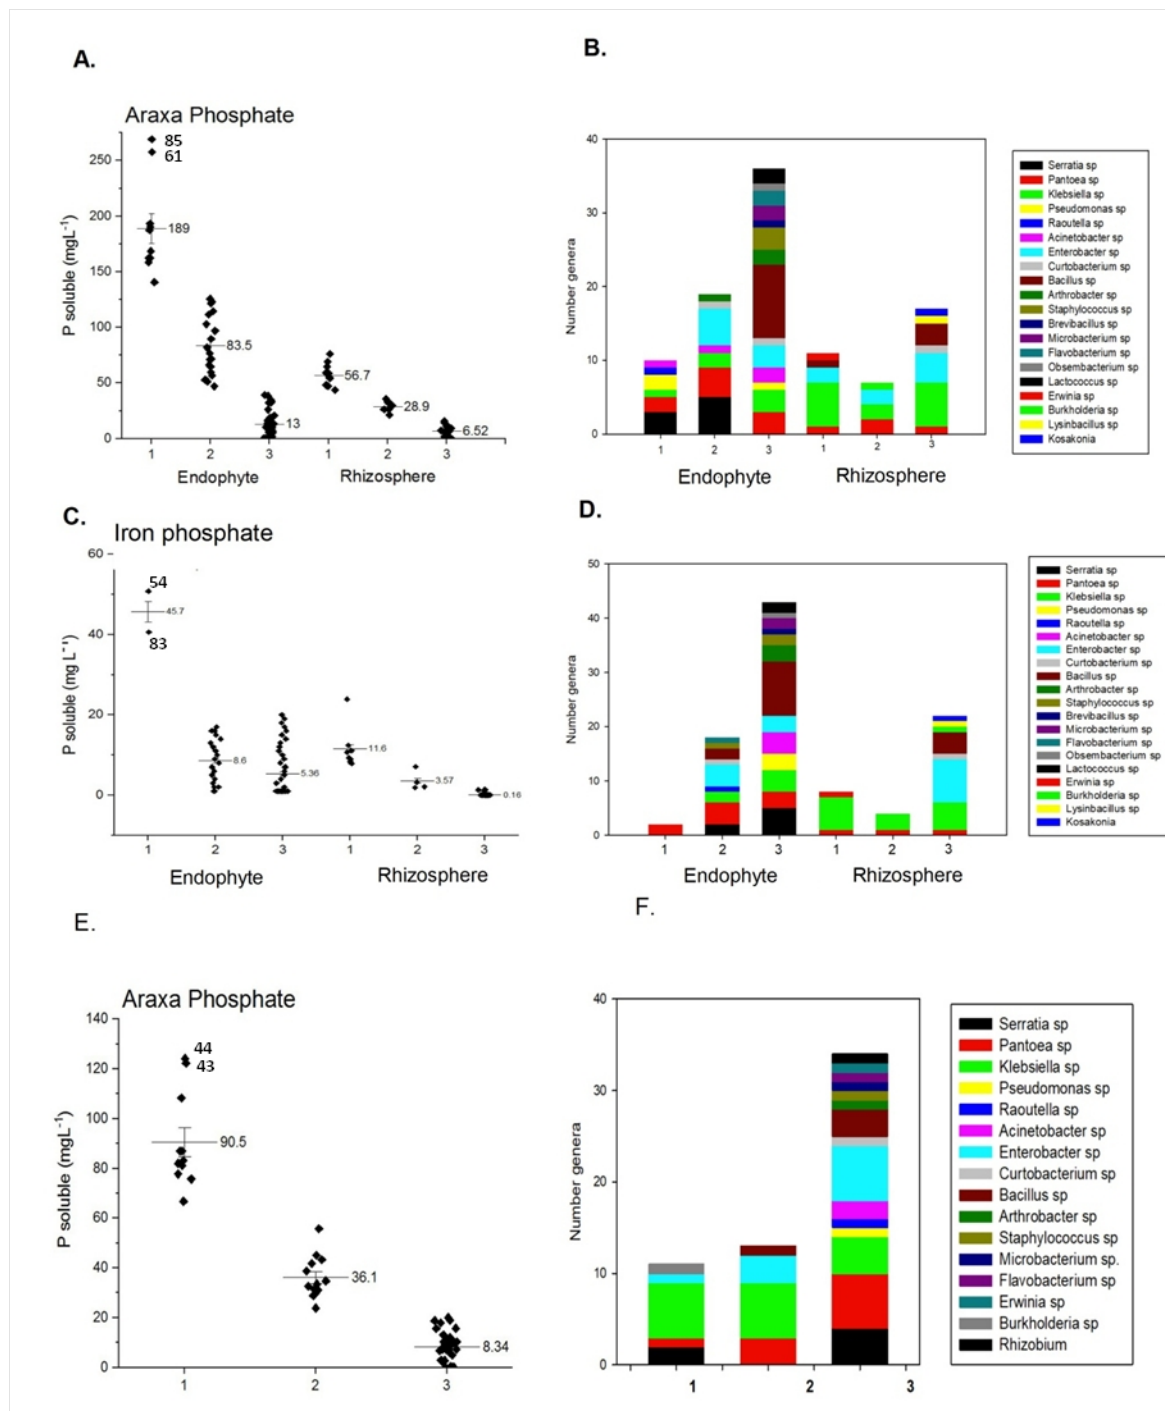 A.
Araxa Phosphate
P soluble (mgL⁻¹)
250
200
150
100
50
0
85
61
189
83.5
13
56.7
28.9
6.52
1 2 3 1 2 3
Endophyte Rhizosphere
B.
Number genera
40
30
20
10
0
1 2 3 1 2 3
Endophyte Rhizosphere
Serratia sp
Pantoea sp
Klebsiella sp
Pseudomonas sp
Raoutella sp
Acinetobacter sp
Enterobacter sp
Curtobacterium sp
Bacillus sp
Arthrobacter sp
Staphylococcus sp
Brevibacillus sp
Microbacterium sp
Flavobacterium sp
Obsembacterium sp
Lactococcus sp
Erwinia sp
Burkholderia sp
Lysinbacillus sp
Kosakonia
C.
Iron phosphate
P soluble (mg L⁻¹)
60
40
20
0
54
45.7
83
8.6
5.36
11.6
3.57
0.16
1 2 3 1 2 3
Endophyte Rhizosphere
D.
Number genera
50
40
30
20
10
0
1 2 3 1 2 3
Endophyte Rhizosphere
Serratia sp
Pantoea sp
Klebsiella sp
Pseudomonas sp
Raoutella sp
Acinetobacter sp
Enterobacter sp
Curtobacterium sp
Bacillus sp
Arthrobacter sp
Staphylococcus sp
Brevibacillus sp
Microbacterium sp
Flavobacterium sp
Obsembacterium sp
Lactococcus sp
Erwinia sp
Burkholderia sp
Lysinbacillus sp
Kosakonia
E.
Araxa Phosphate
P soluble (mgL⁻¹)
140
120
100
80
60
40
20
0
44
43
90.5
36.1
8.34
1 2 3
F.
Number genera
40
30
20
10
0
1 2 3
Serratia sp
Pantoea sp
Klebsiella sp
Pseudomonas sp
Raoutella sp
Acinetobacter sp
Enterobacter sp
Curtobacterium sp
Bacillus sp
Arthrobacter sp
Staphylococcus sp
Microbacterium sp.
Flavobacterium sp
Erwinia sp
Burkholderia sp
Rhizobium